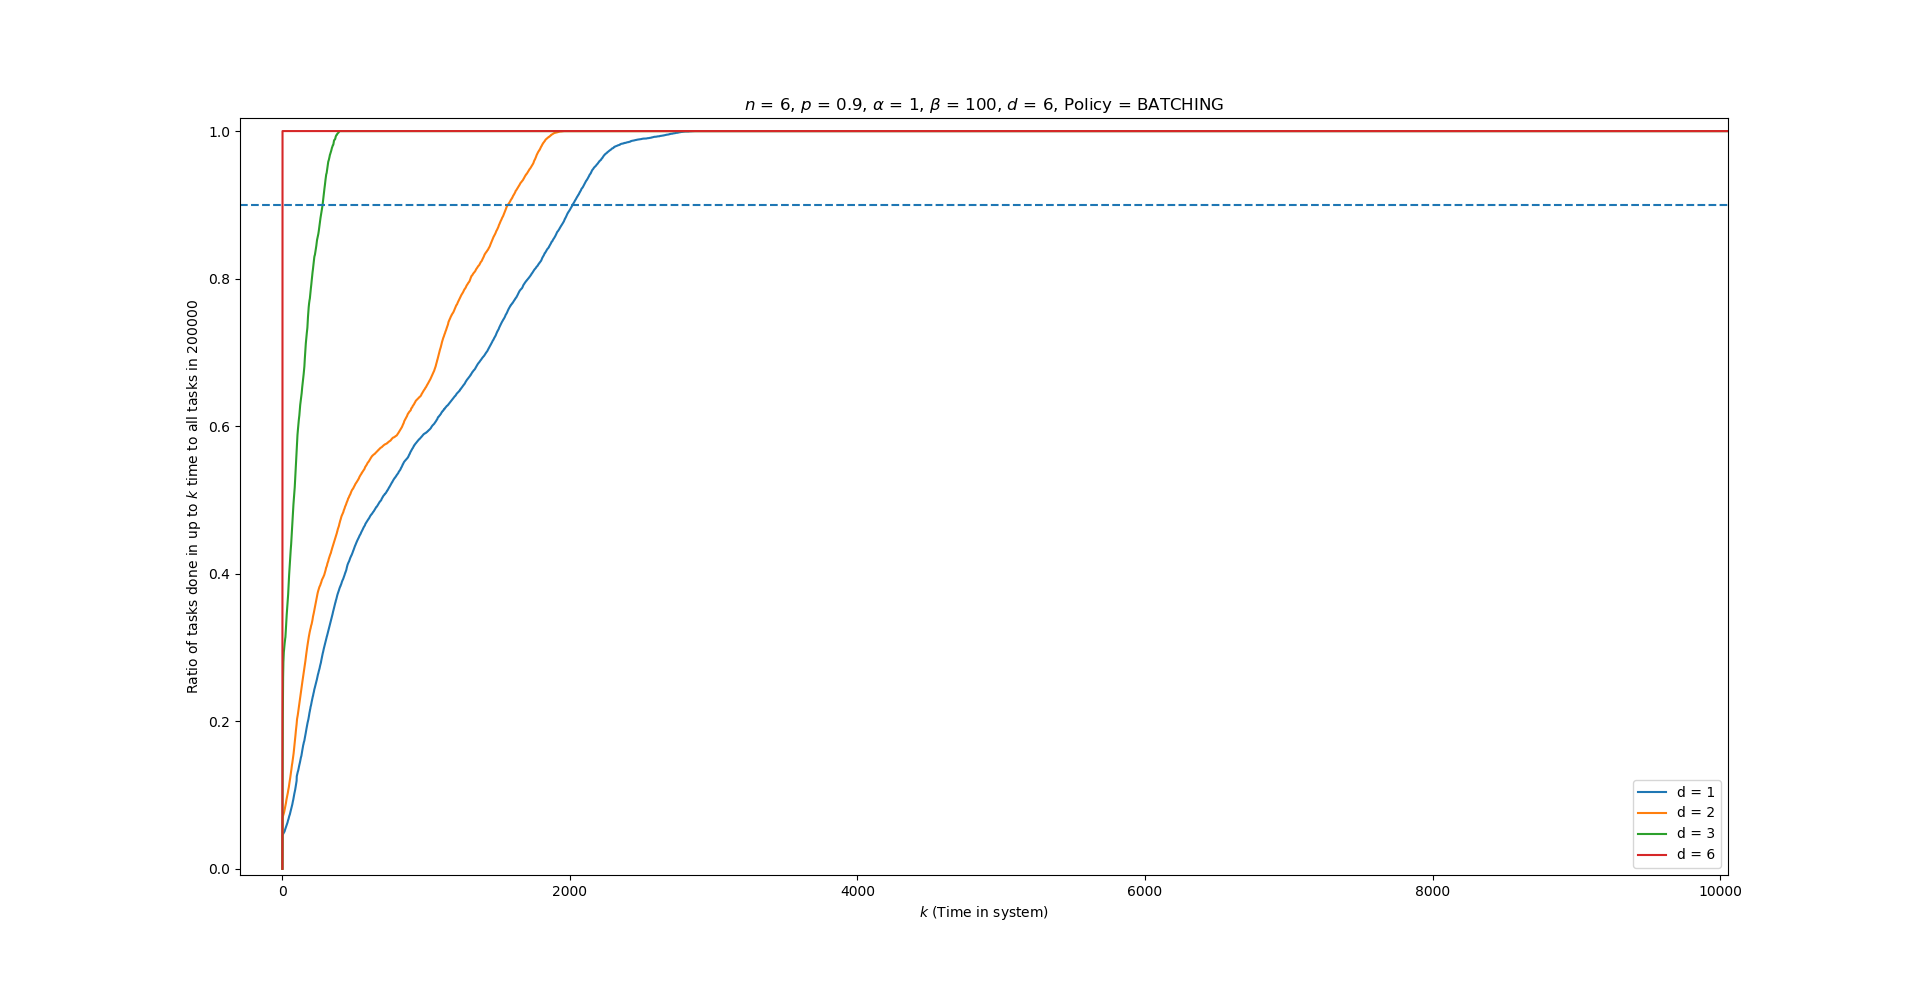 n = 6, p = 0.9, α = 1, β = 100, d = 6, Policy = BATCHING
Ratio of tasks done in up to k time to all tasks in 200000
1.0
0.8
0.6
0.4
0.2
0.0
0 2000 4000 6000 8000 10000
k (Time in system)
d = 1
d = 2
d = 3
d = 6